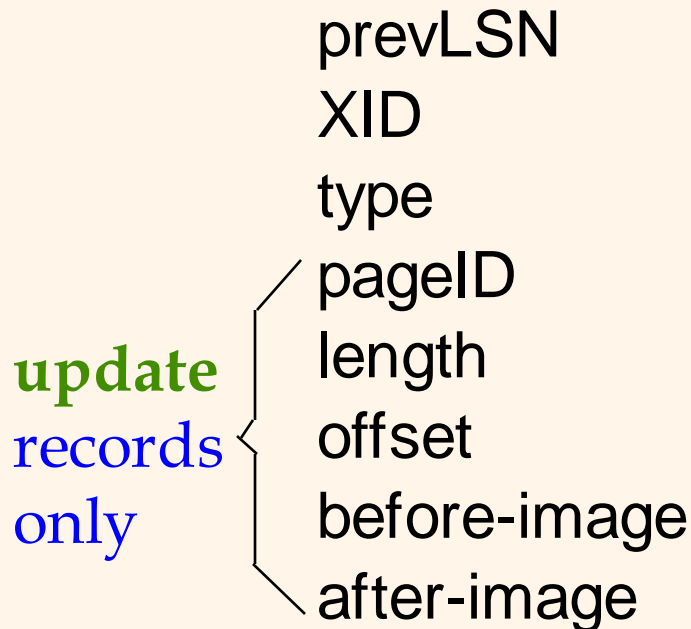 prevLSN
XID
type
pageID
length
offset
before-image
after-image
update
records
only